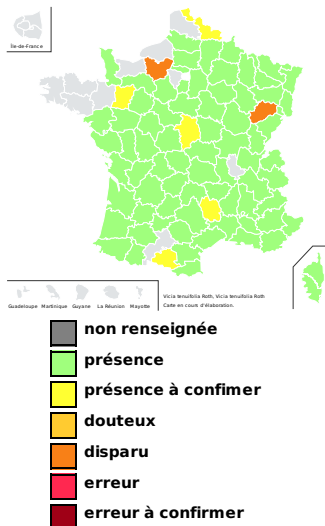 Île-de-France
Guadeloupe Martinique Guyane La Réunion Mayotte
Vicia tenuifolia Roth, Vicia tenuifolia Roth
Carte en cours d'élaboration.
non renseignée
présence
présence à confimer
douteux
disparu
erreur
erreur à confirmer